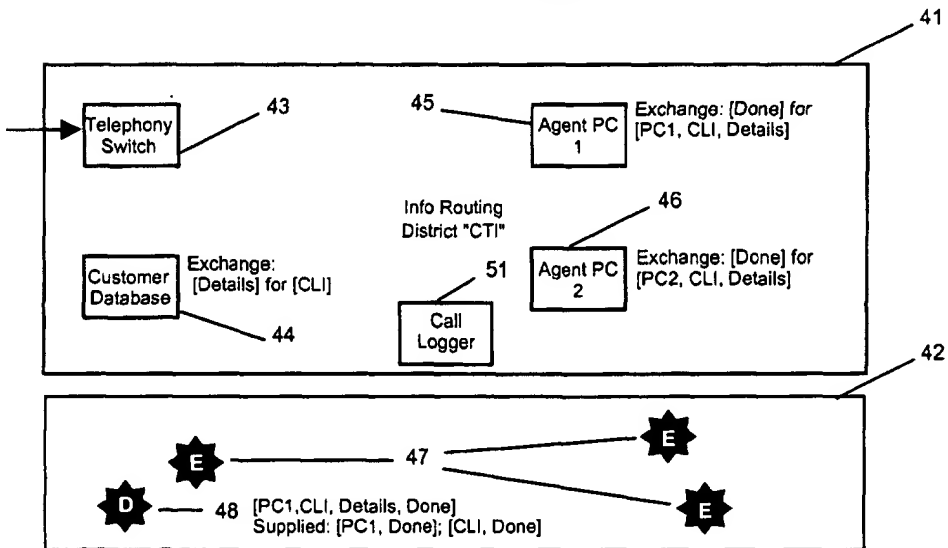 41
43
45
Telephony
Switch
Agent PC
1
Exchange: [Done] for
[PC1, CLI, Details]
Info Routing
District "CTI"
46
Customer
Database
Exchange:
[Details] for [CLI]
44
51
Call
Logger
Agent PC
2
Exchange: [Done] for
[PC2, CLI, Details]
42
E
47
E
E
D
48
[PC1,CLI, Details, Done]
Supplied: [PC1, Done]; [CLI, Done]